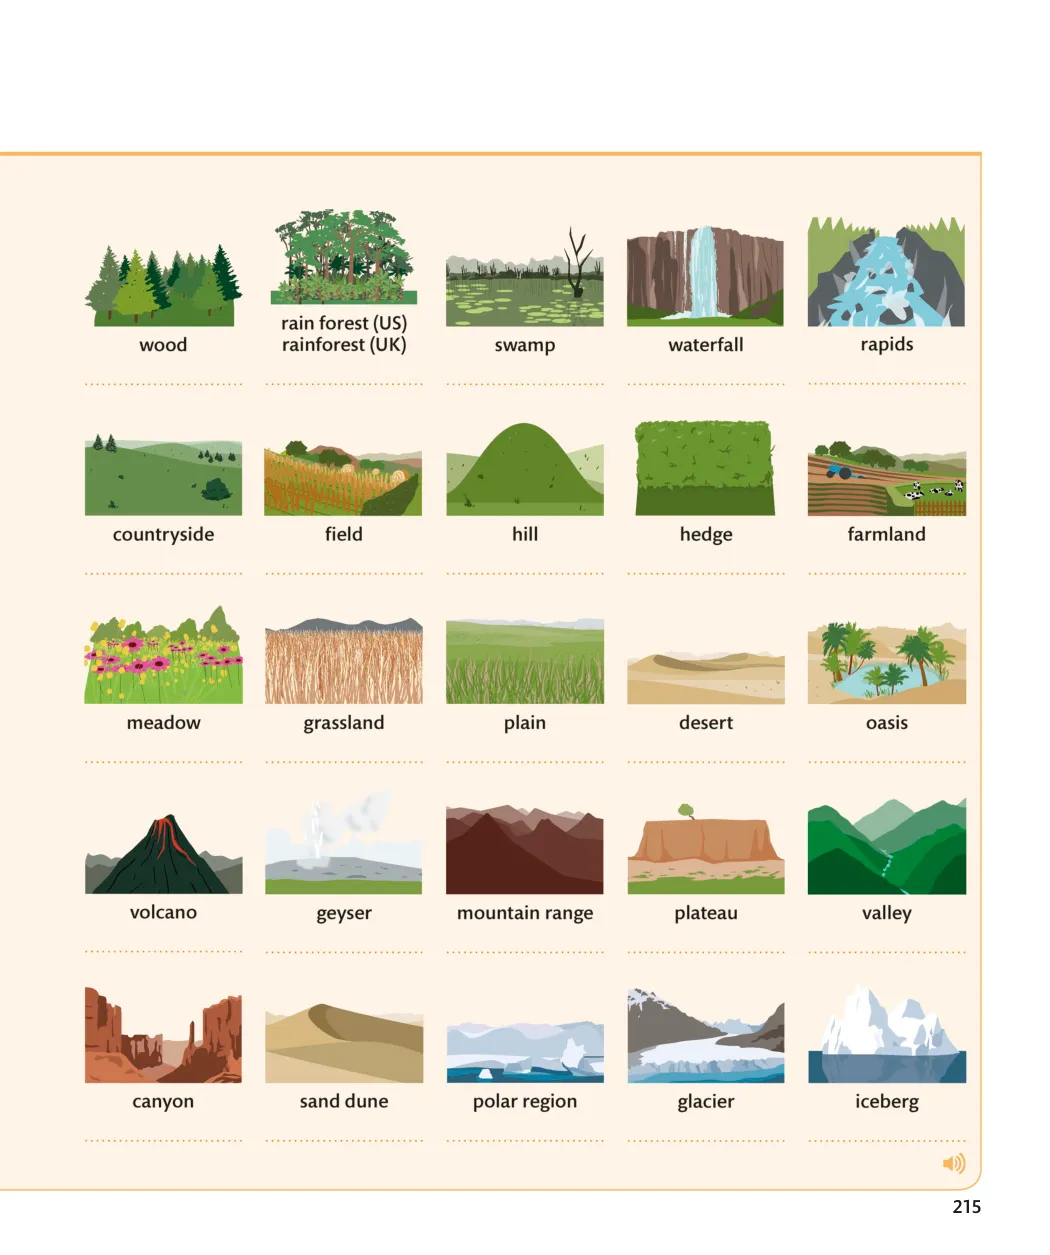 wood
rain forest (US)
rainforest (UK)
swamp
waterfall
rapids
countryside
field
hill
hedge
farmland
meadow
grassland
plain
desert
oasis
volcano
geyser
mountain range
plateau
valley
canyon
sand dune
polar region
glacier
iceberg
215